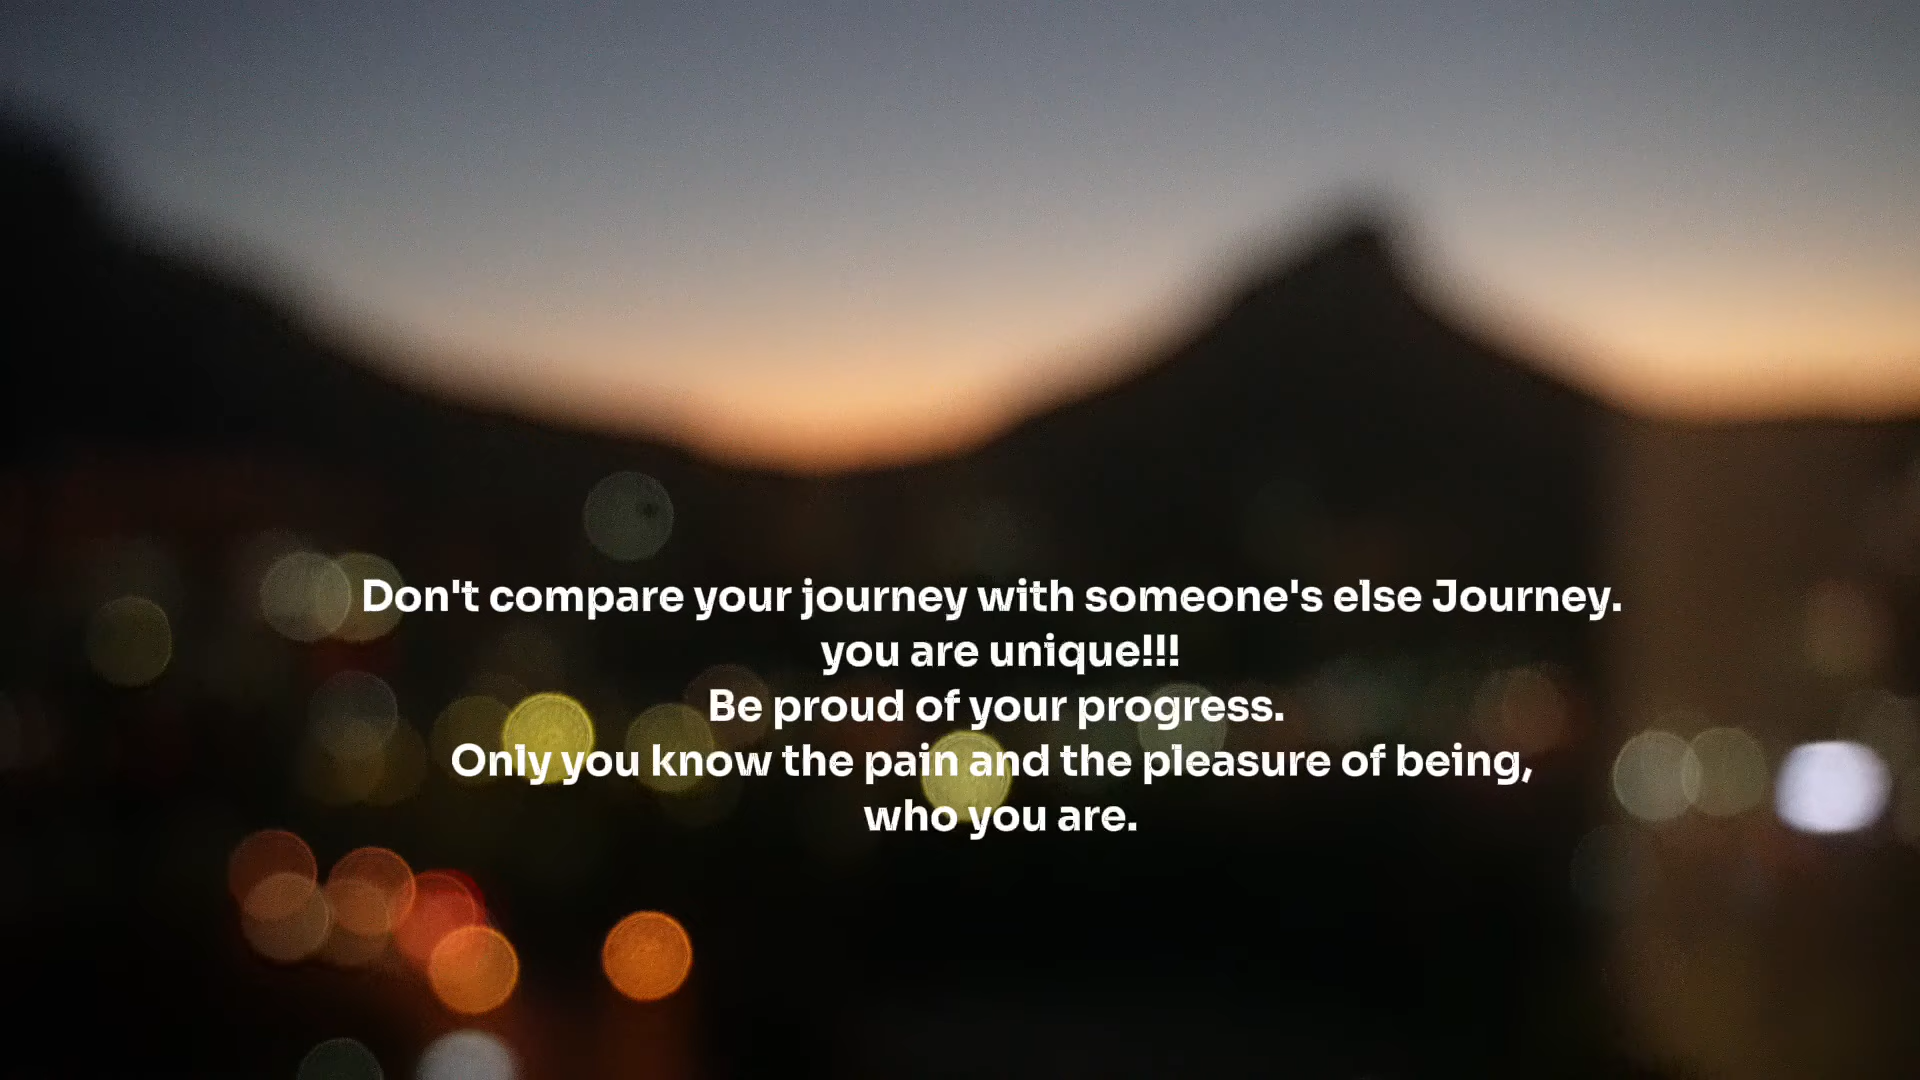 Don't compare your journey with someone's else Journey.
you are unique!!!
Be proud of your progress.
Only you know the pain and the pleasure of being,
who you are.